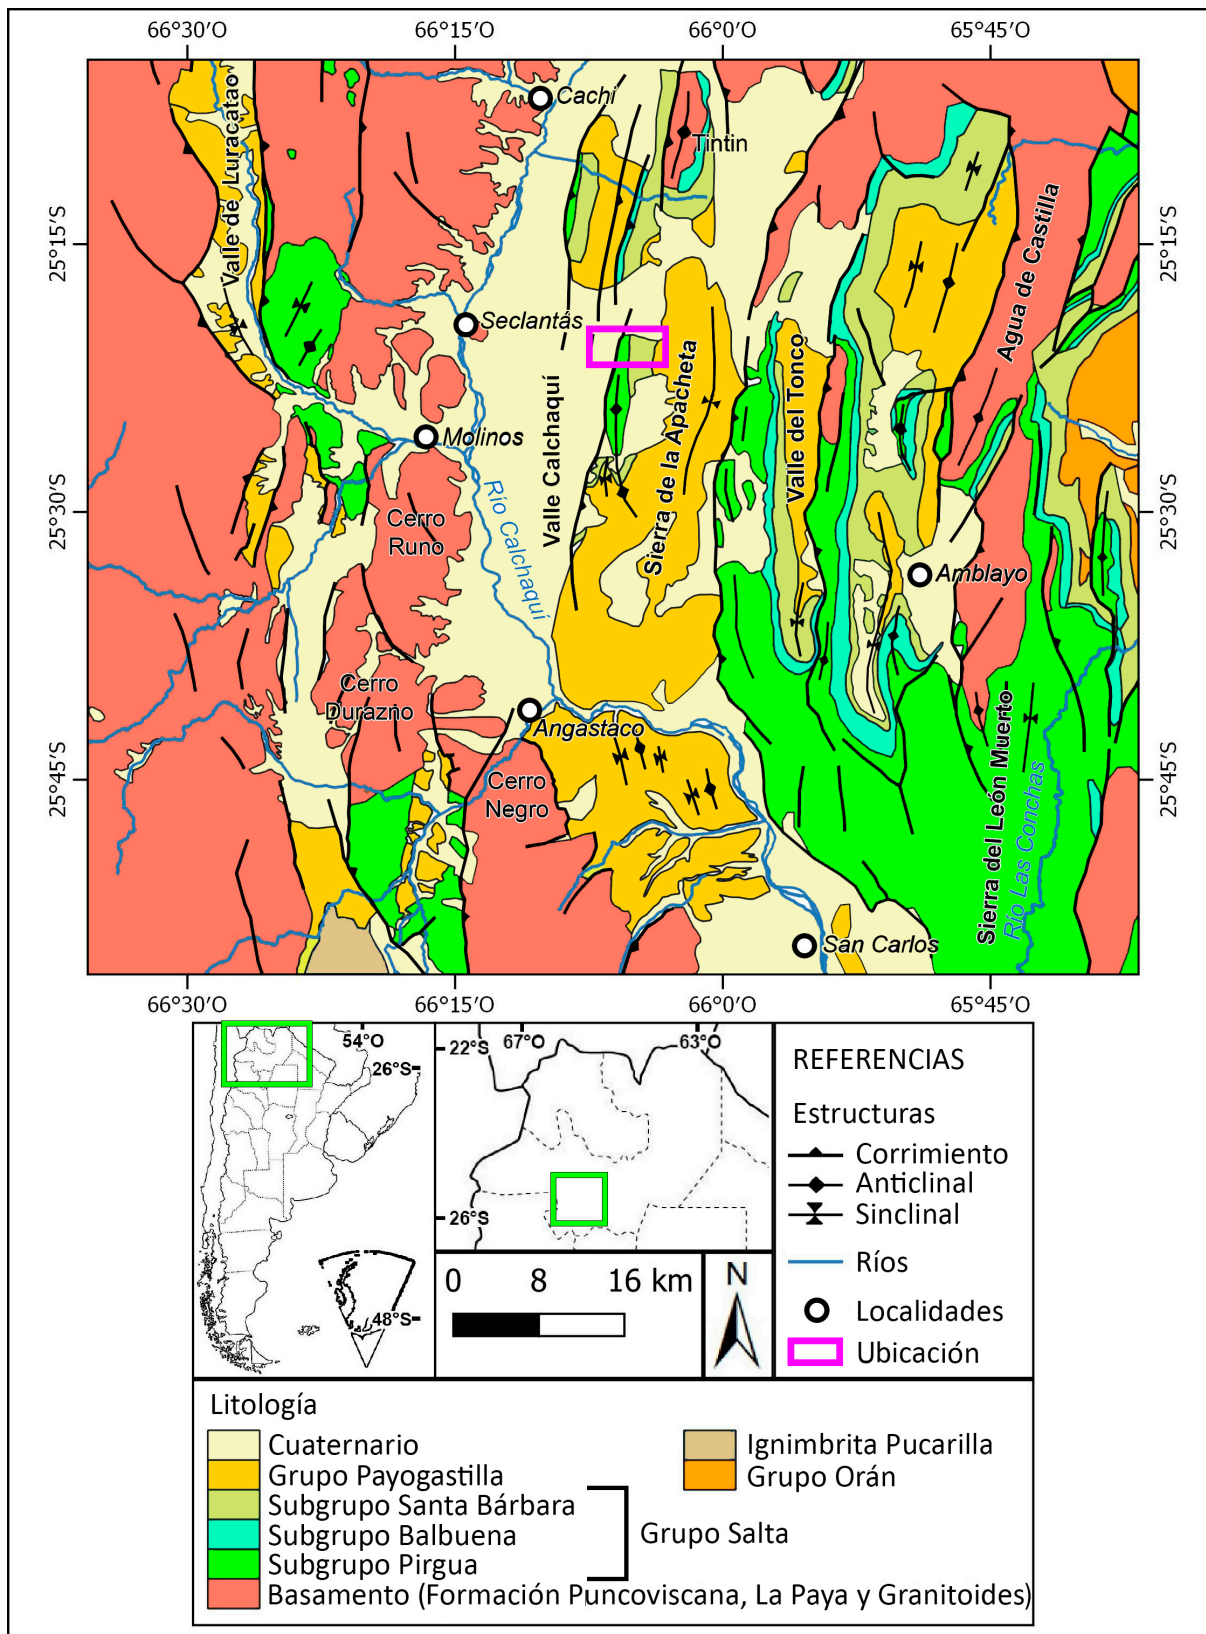 66°30′O 66°15′O 66°0′O 65°45′O
Cachi
Tintin
Valle de Luracatao
25°15′S
25°15′S
Agua de Castilla
Seclantás
Valle Calchaquí
Sierra de la Apacheta
Valle del Tonco
Molinos
25°30′S
25°30′S
Río Calchaquí
Cerro
Runo
Amblayo
Cerro
Durazno
Angastaco
25°45′S
25°45′S
Cerro
Negro
Sierra del León Muerto
Río Las Conchas
San Carlos
66°30′O 66°15′O 66°0′O 65°45′O
54°O
26°S
48°S
67°O 63°O
22°S
26°S
0 8 16 km
N
REFERENCIAS
Estructuras
Corrimiento
Anticlinal
Sinclinal
Ríos
Localidades
Ubicación
Litología
Cuaternario
Grupo Payogastilla
Subgrupo Santa Bárbara
Subgrupo Balbuena
Subgrupo Pirgua
Grupo Salta
Basamento (Formación Puncoviscana, La Paya y Granitoides)
Ignimbrita Pucarilla
Grupo Orán